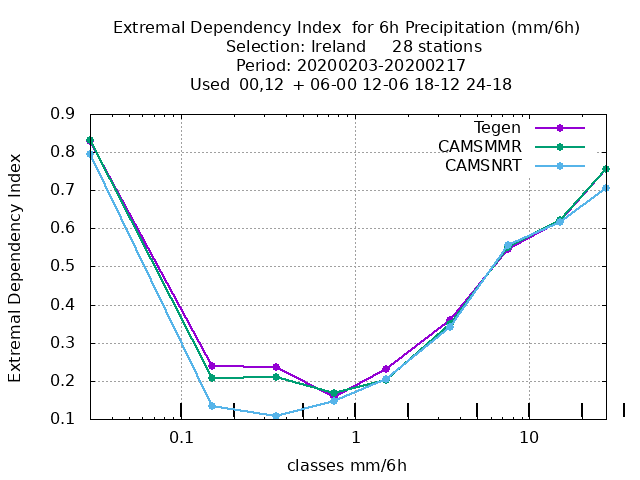 Extremal Dependency Index  for 6h Precipitation (mm/6h)
Selection: Ireland     28 stations
Period: 20200203-20200217
Used  00,12  + 06-00 12-06 18-12 24-18
Extremal Dependency Index
0.9
0.8
0.7
0.6
0.5
0.4
0.3
0.2
0.1
Tegen
CAMSMMR
CAMSNRT
0.1 1 10
classes mm/6h